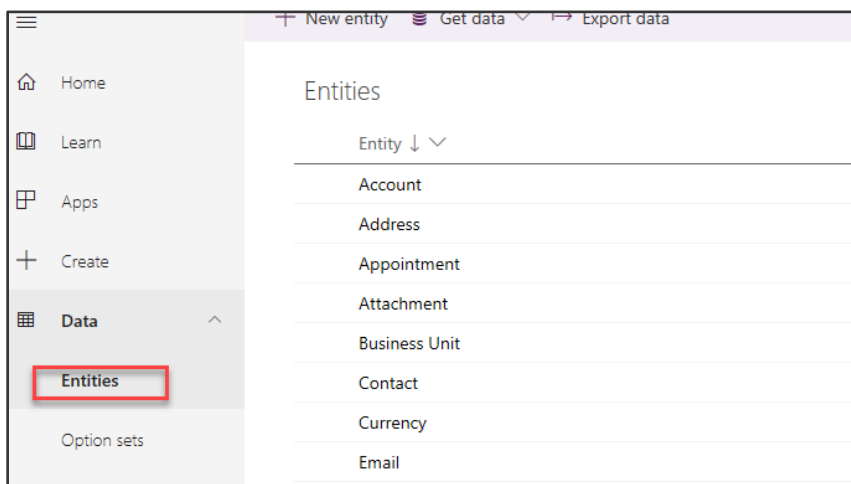 New entity Get data Export data
Home
Learn
Apps
Create
Data
Entities
Option sets
Entities
Entity
Account
Address
Appointment
Attachment
Business Unit
Contact
Currency
Email